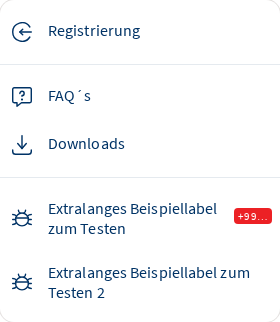 Registrierung
FAQ´s
Downloads
Extralanges Beispiellabel
zum Testen
+99...
Extralanges Beispiellabel zum
Testen 2